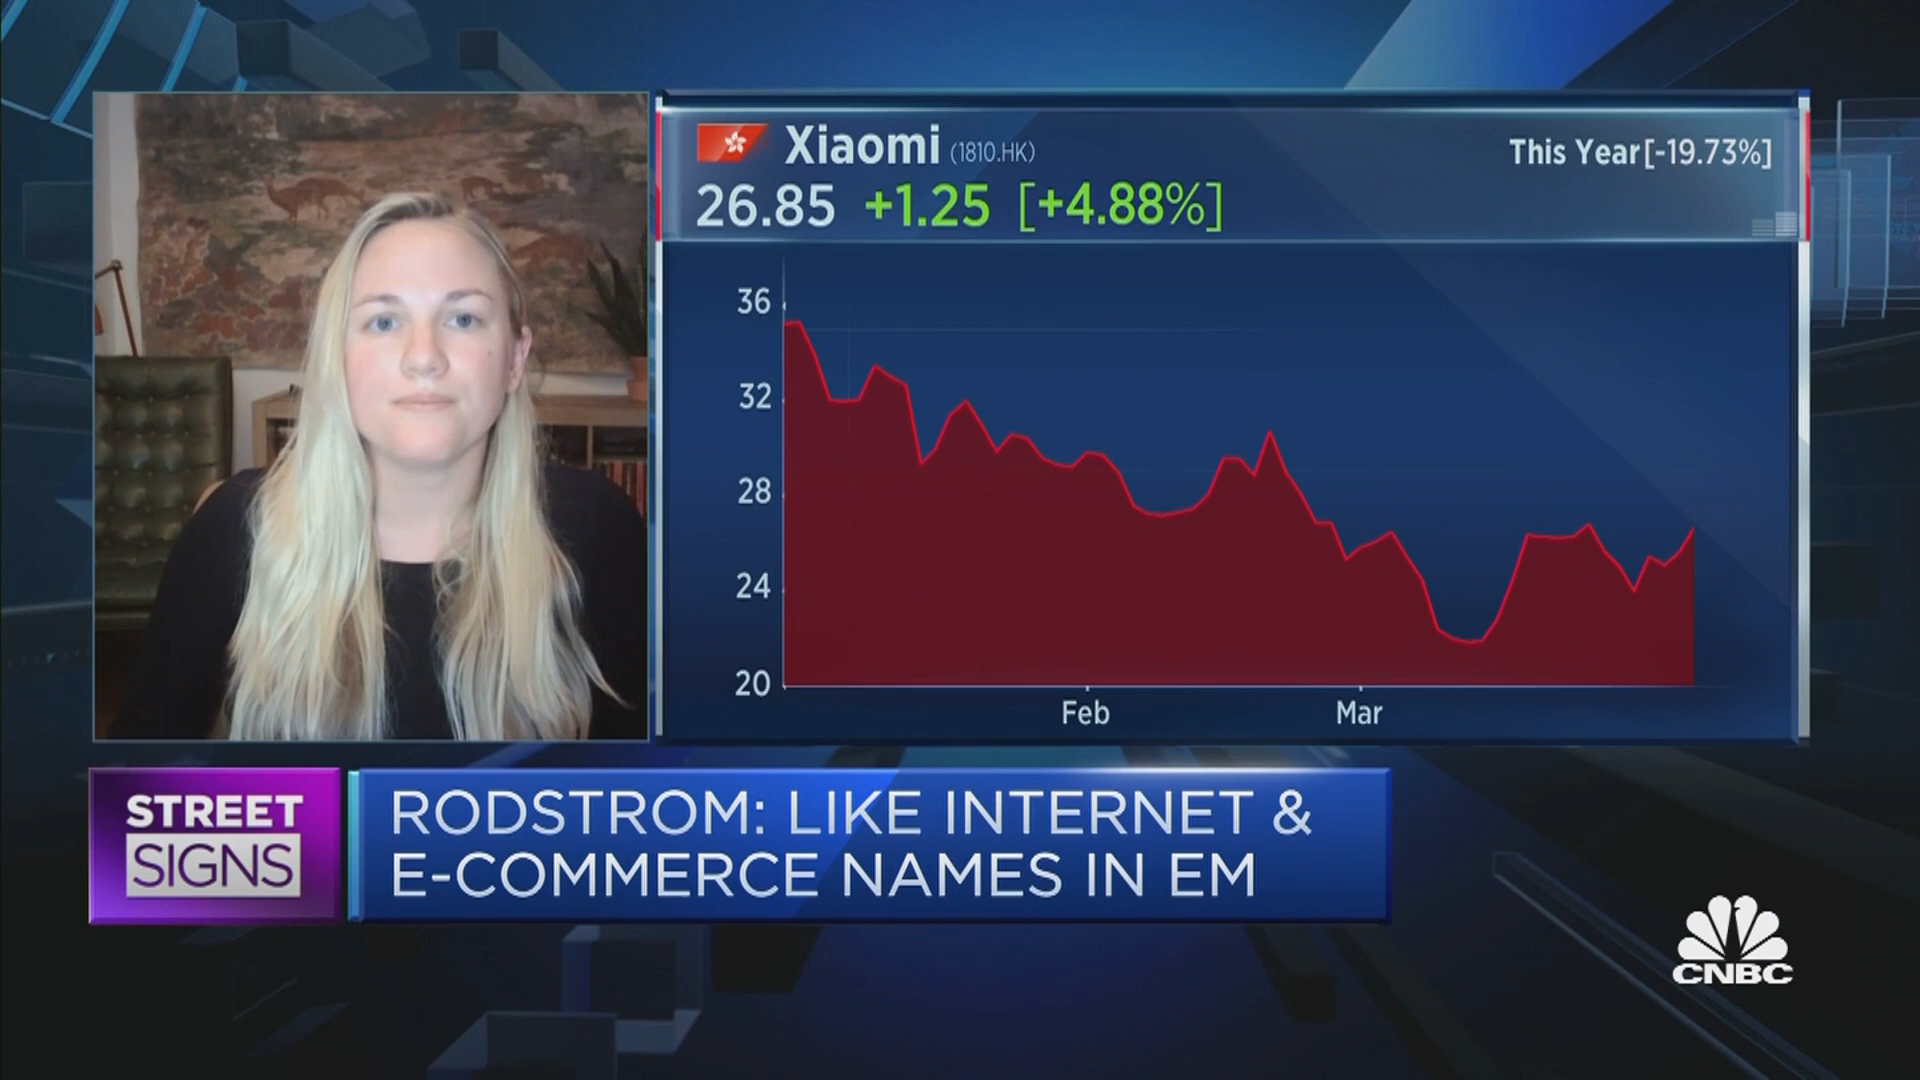 Xiaomi (1810.HK)
This Year[-19.73%]
26.85 +1.25 [+4.88%]
36
32
28
24
20
Feb Mar
STREET
SIGNS
RODSTROM: LIKE INTERNET &
E-COMMERCE NAMES IN EM
CNBC